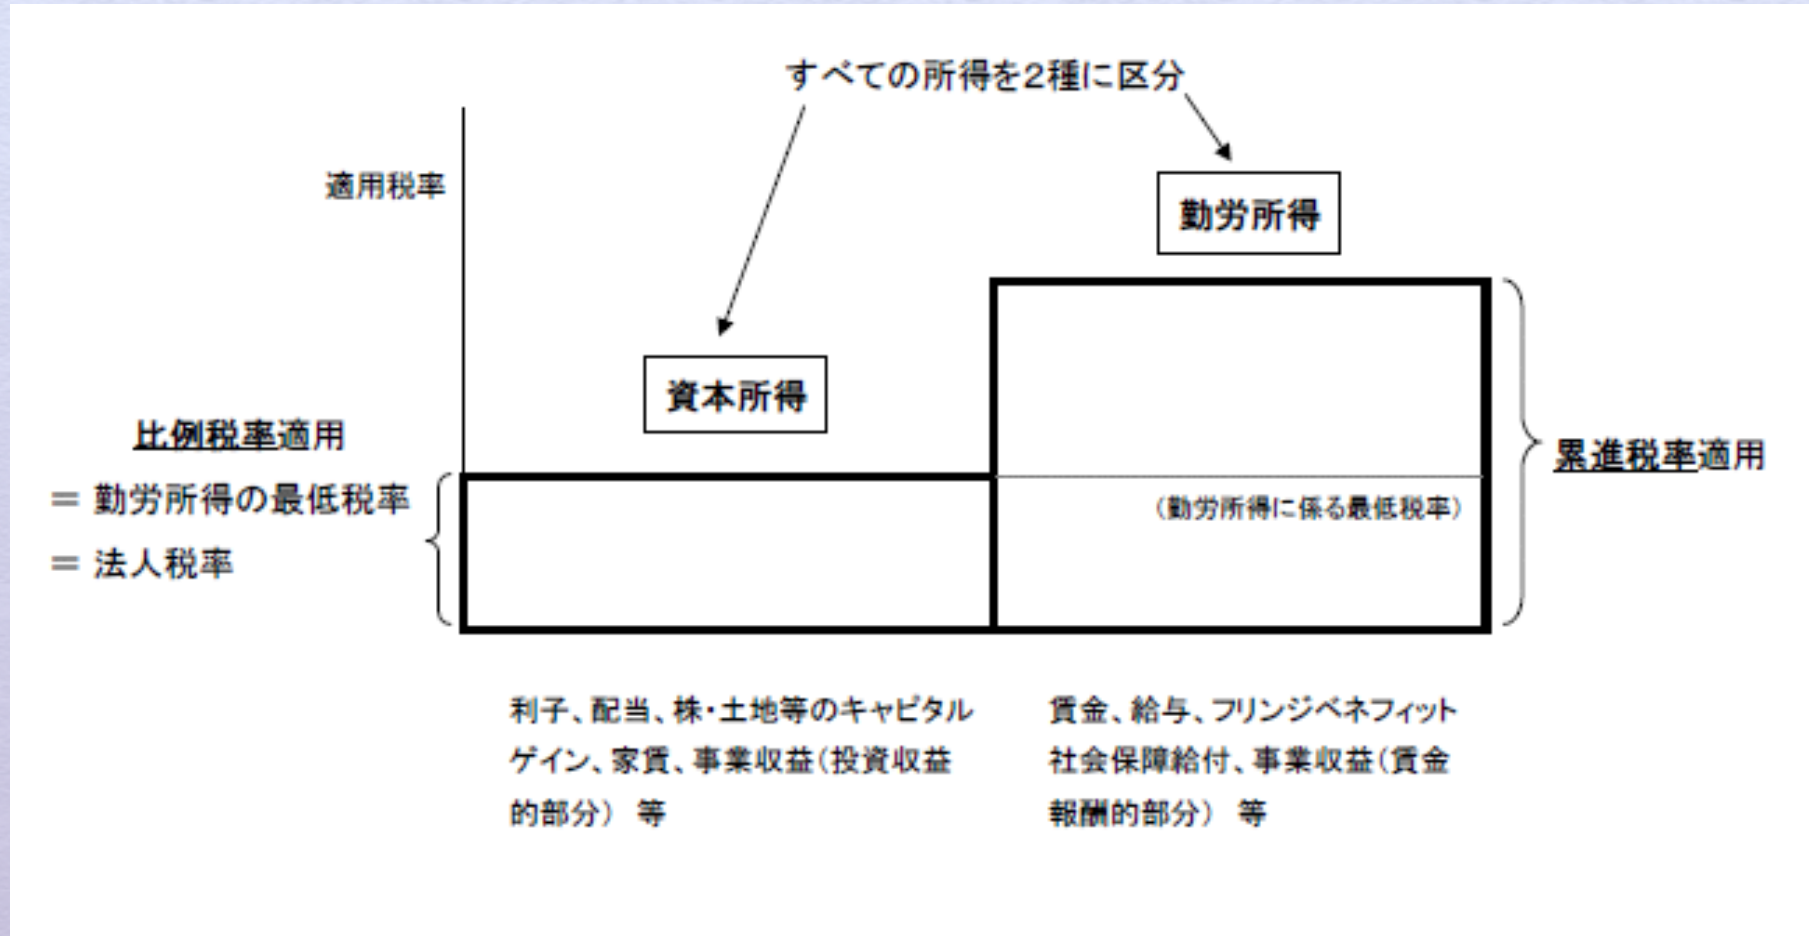 すべての所得を2種に区分
適用税率
勤労所得
資本所得
比例税率適用
＝ 勤労所得の最低税率
＝ 法人税率
累進税率適用
（勤労所得に係る最低税率）
利子、配当、株・土地等のキャピタル
ゲイン、家賃、事業収益（投資収益
的部分） 等
賃金、給与、フリンジベネフィット
社会保障給付、事業収益（賃金
報酬的部分） 等